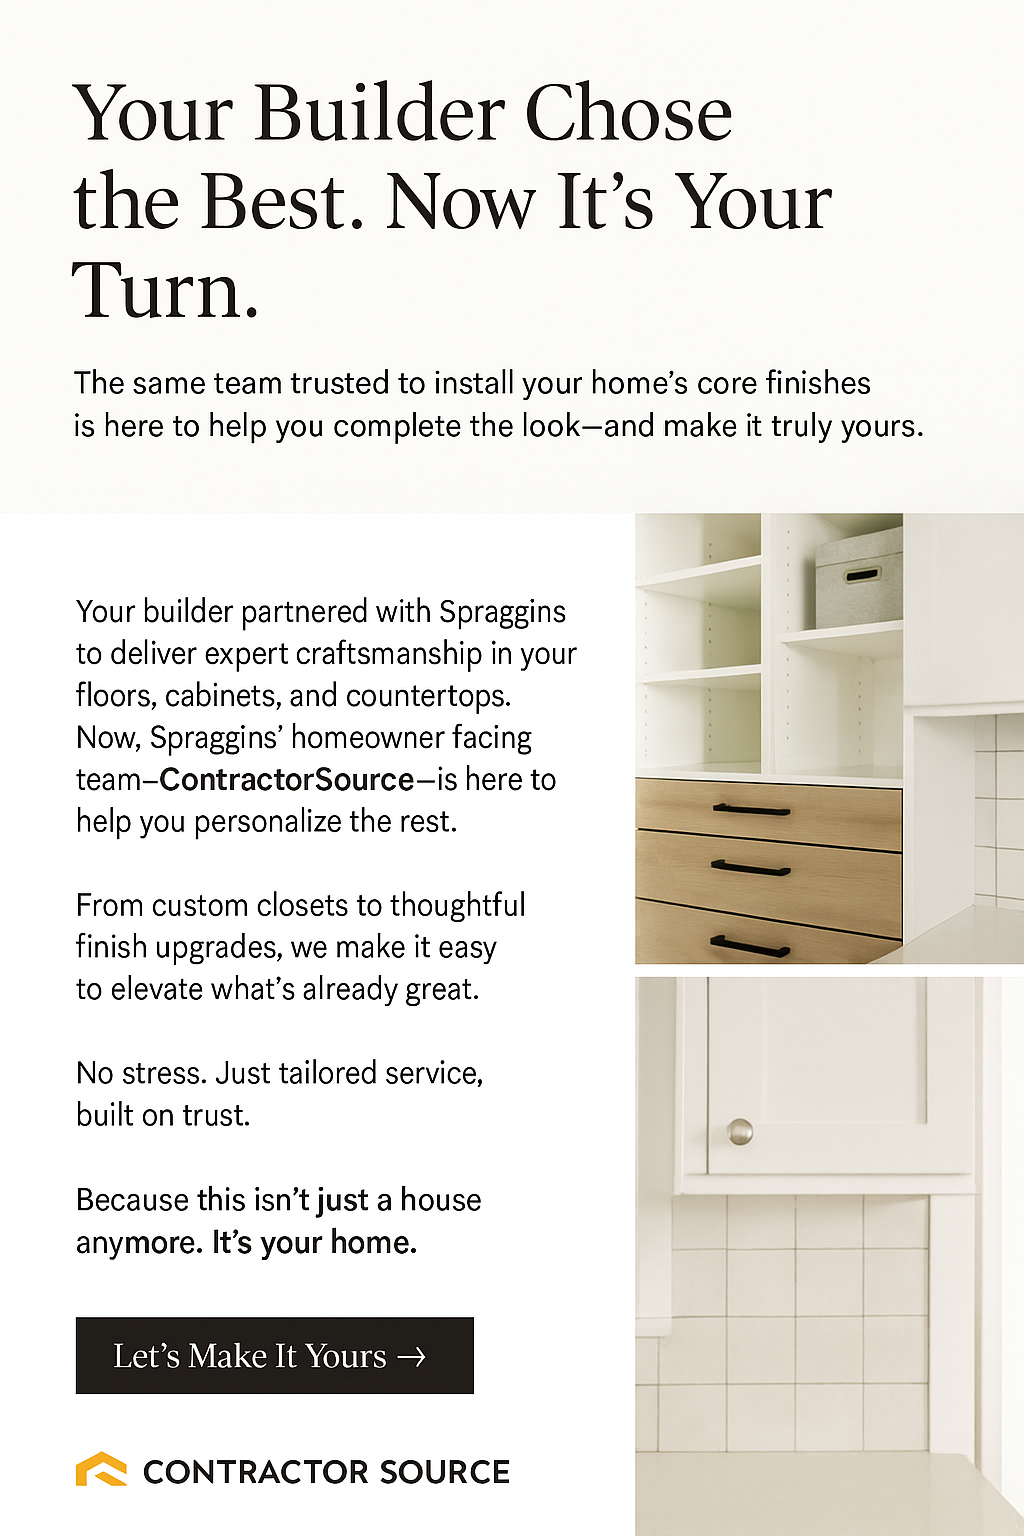 Your Builder Chose
the Best. Now It’s Your
Turn.
The same team trusted to install your home’s core finishes
is here to help you complete the look—and make it truly yours.
Your builder partnered with Spraggins
to deliver expert craftsmanship in your
floors, cabinets, and countertops.
Now, Spraggins’ homeowner facing
team–ContractorSource—is here to
help you personalize the rest.
From custom closets to thoughtful
finish upgrades, we make it easy
to elevate what’s already great.
No stress. Just tailored service,
built on trust.
Because this isn’t just a house
anymore. It’s your home.
Let’s Make It Yours →
CONTRACTOR SOURCE